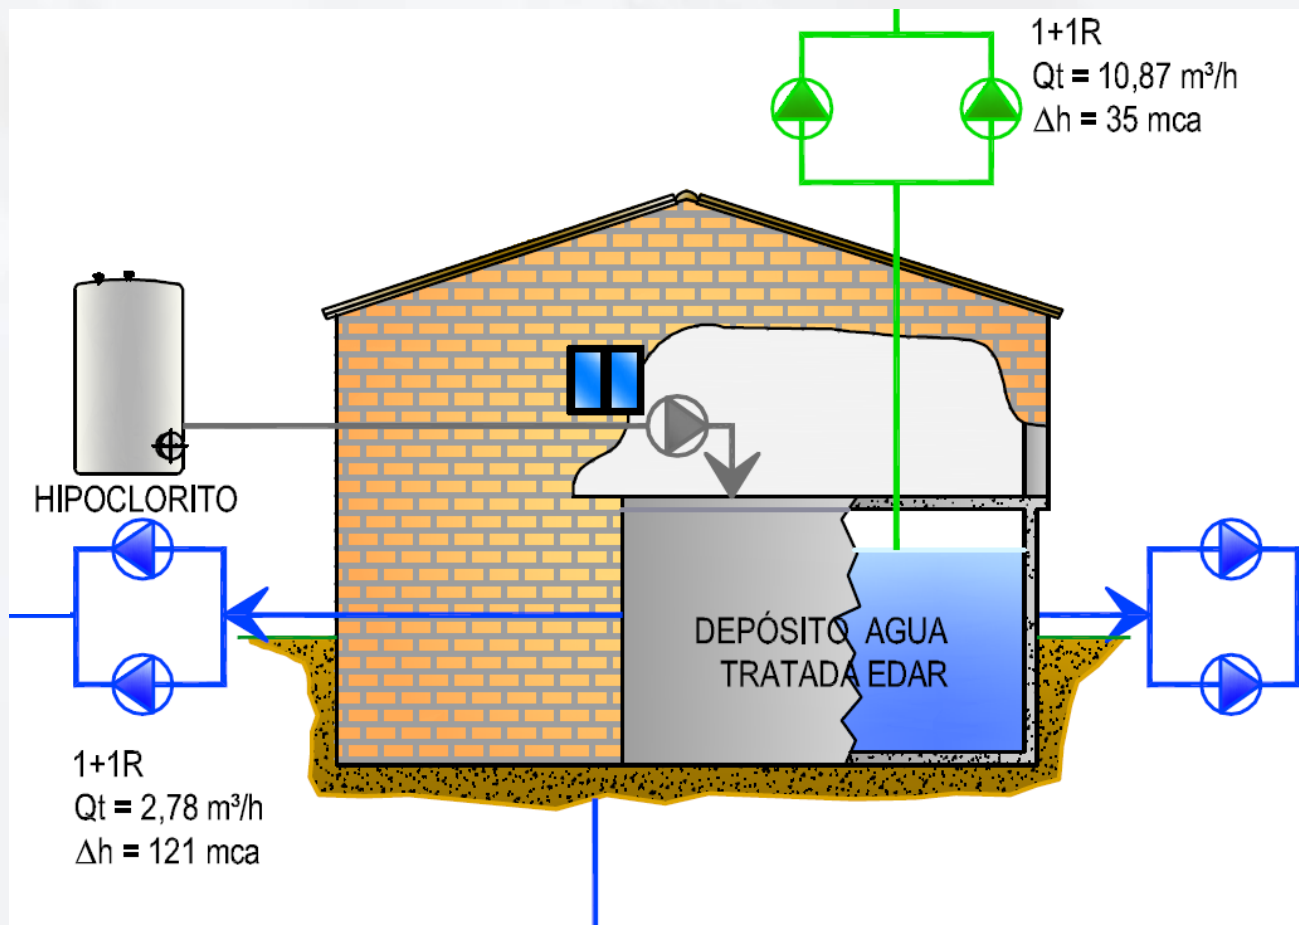 1+1R
Qt = 10,87 m³/h
Δh = 35 mca
HIPOCLORITO
DEPÓSITO AGUA
TRATADA EDAR
1+1R
Qt = 2,78 m³/h
Δh = 121 mca